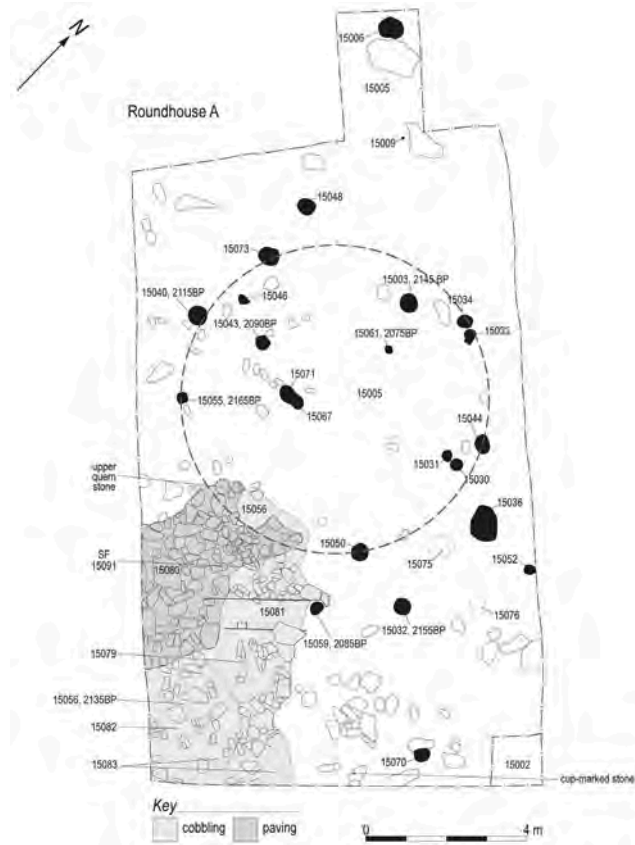 N
15006
15005
Roundhouse A
15009
15048
15073
15003, 2145 BP
15040, 2115BP
15046
15034
15043, 2090BP
15061, 2075BP
15071
15005
15055, 2165BP
15067
15044
upper
quern
stone
15031
15030
15056
15036
15050
SF
15091
15080
15075
15052
15081
15076
15059, 2085BP
15032, 2155BP
15079
15056, 2135BP
15082
15083
15070
15002
cup-marked stone
Key
cobbling
paving
0
4 m